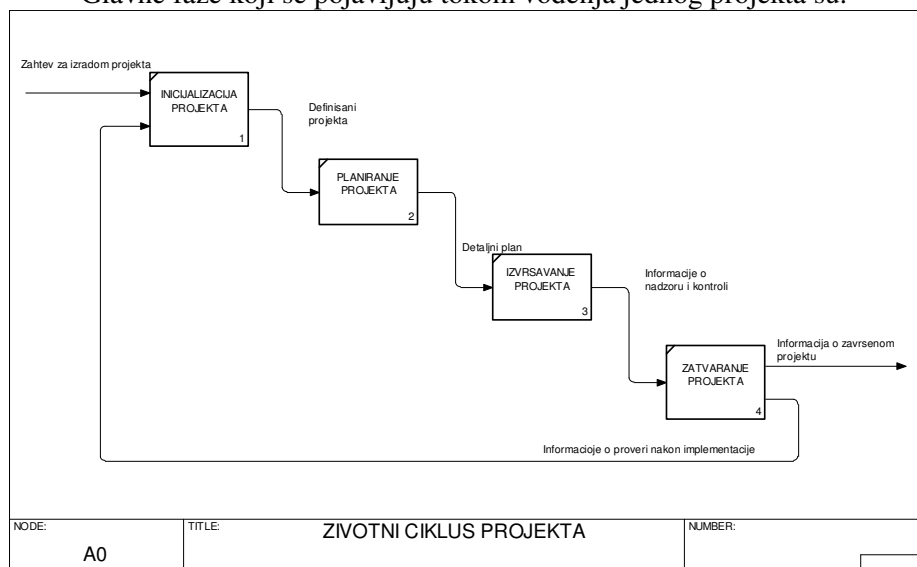 Glavne faze koji se pojavljuju tokom vođenja jednog projekta su:
Zahtev za izradom projekta
INICIJALIZACIJA
PROJEKTA
1
Definisani
projekta
PLANIRANJE
PROJEKTA
2
Detaljni plan
IZVRSAVANJE
PROJEKTA
3
Informacije o
nadzoru i kontroli
ZATVARANJE
PROJEKTA
4
Informacija o zavrsenom
projektu
Informacioje o proveri nakon implementacije
NODE:
A0
TITLE:
ZIVOTNI CIKLUS PROJEKTA
NUMBER: